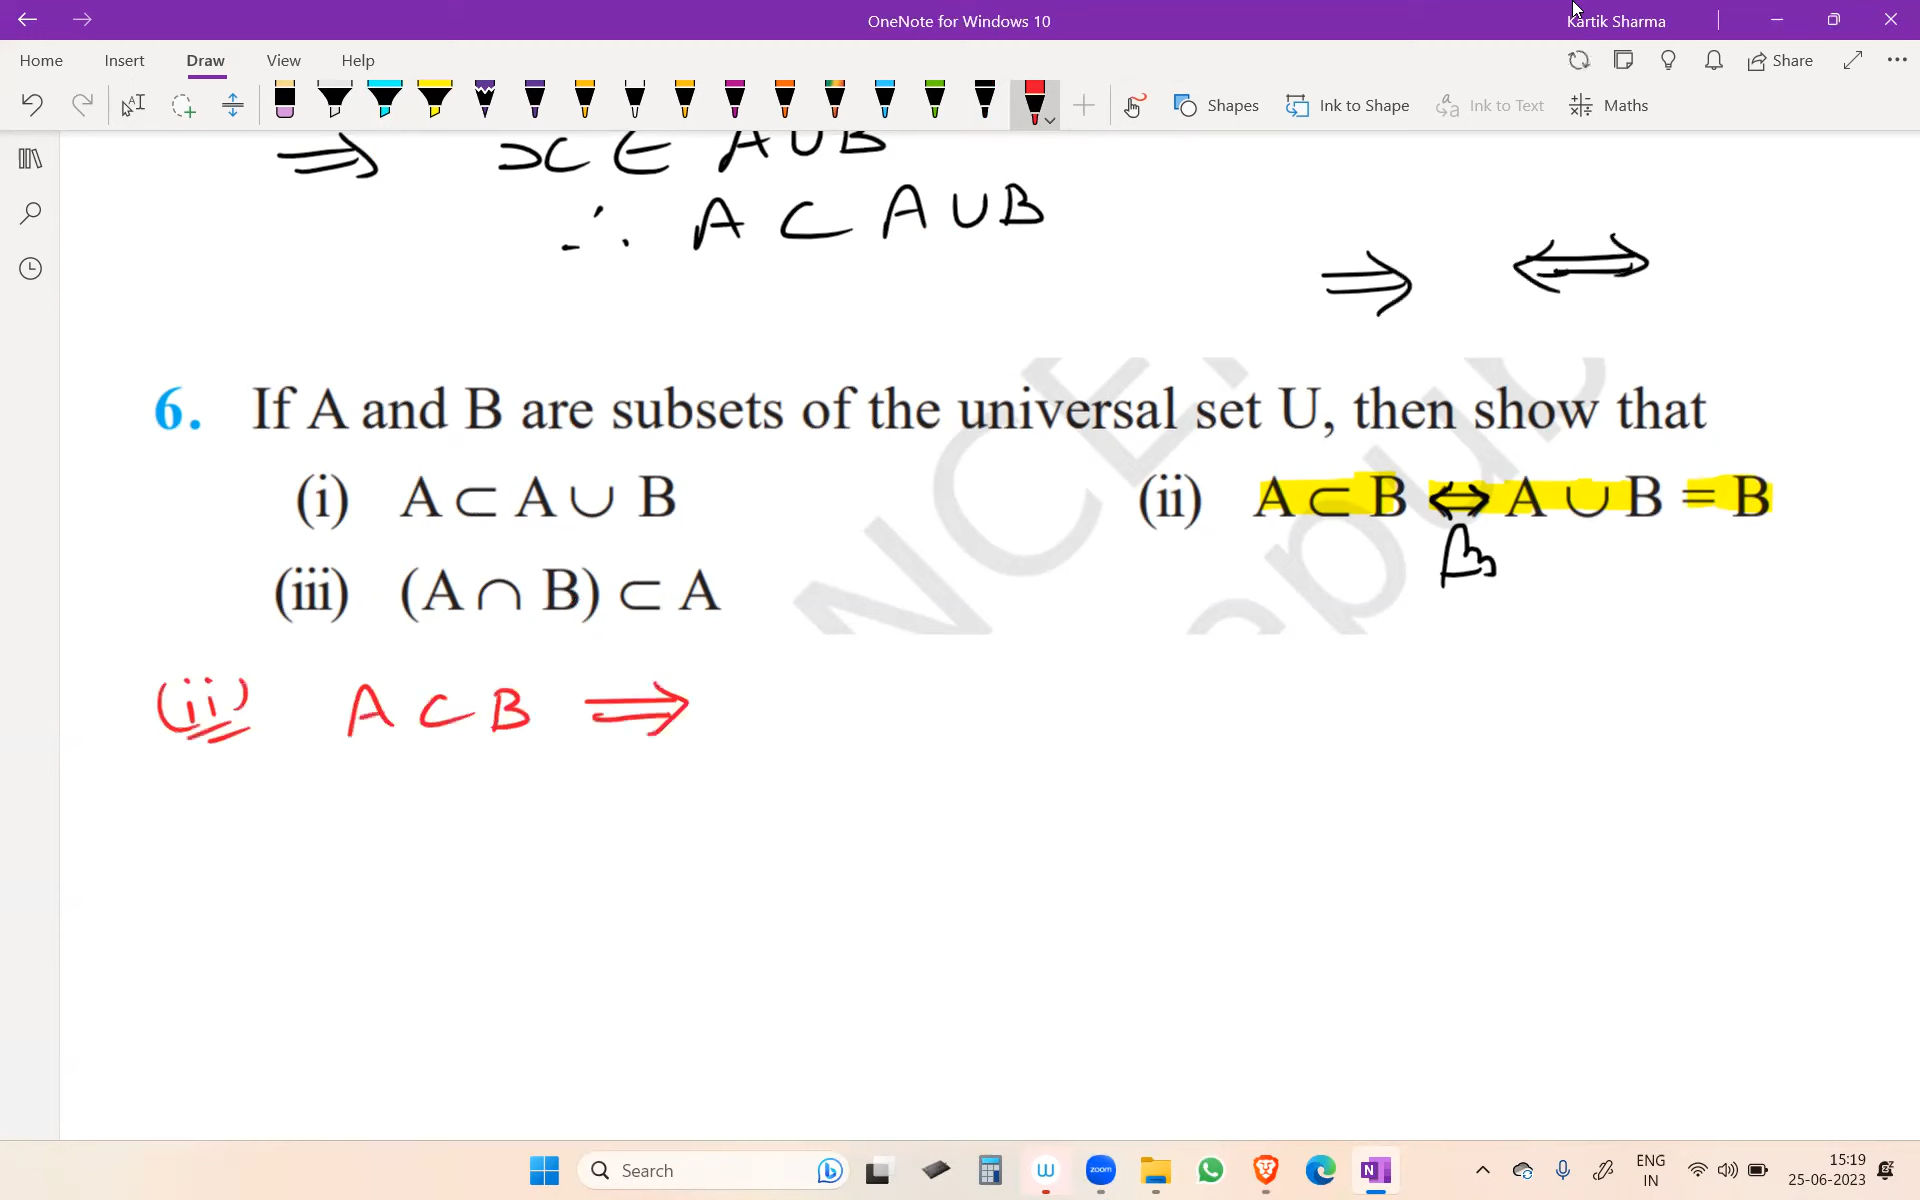 OneNote for Windows 10
Kartik Sharma
Home Insert Draw View Help
Share
Shapes Ink to Shape Ink to Text Maths
⇒ x ∈ A ∪ B
∴ A ⊂ A ∪ B
⇒ ⇔
6. If A and B are subsets of the universal set U, then show that
(i) A ⊂ A ∪ B (ii) A ⊂ B ⇔ A ∪ B = B
(iii) (A ∩ B) ⊂ A
(ii) A ⊂ B ⇒
Search
zoom
ENG
IN
15:19
25-06-2023